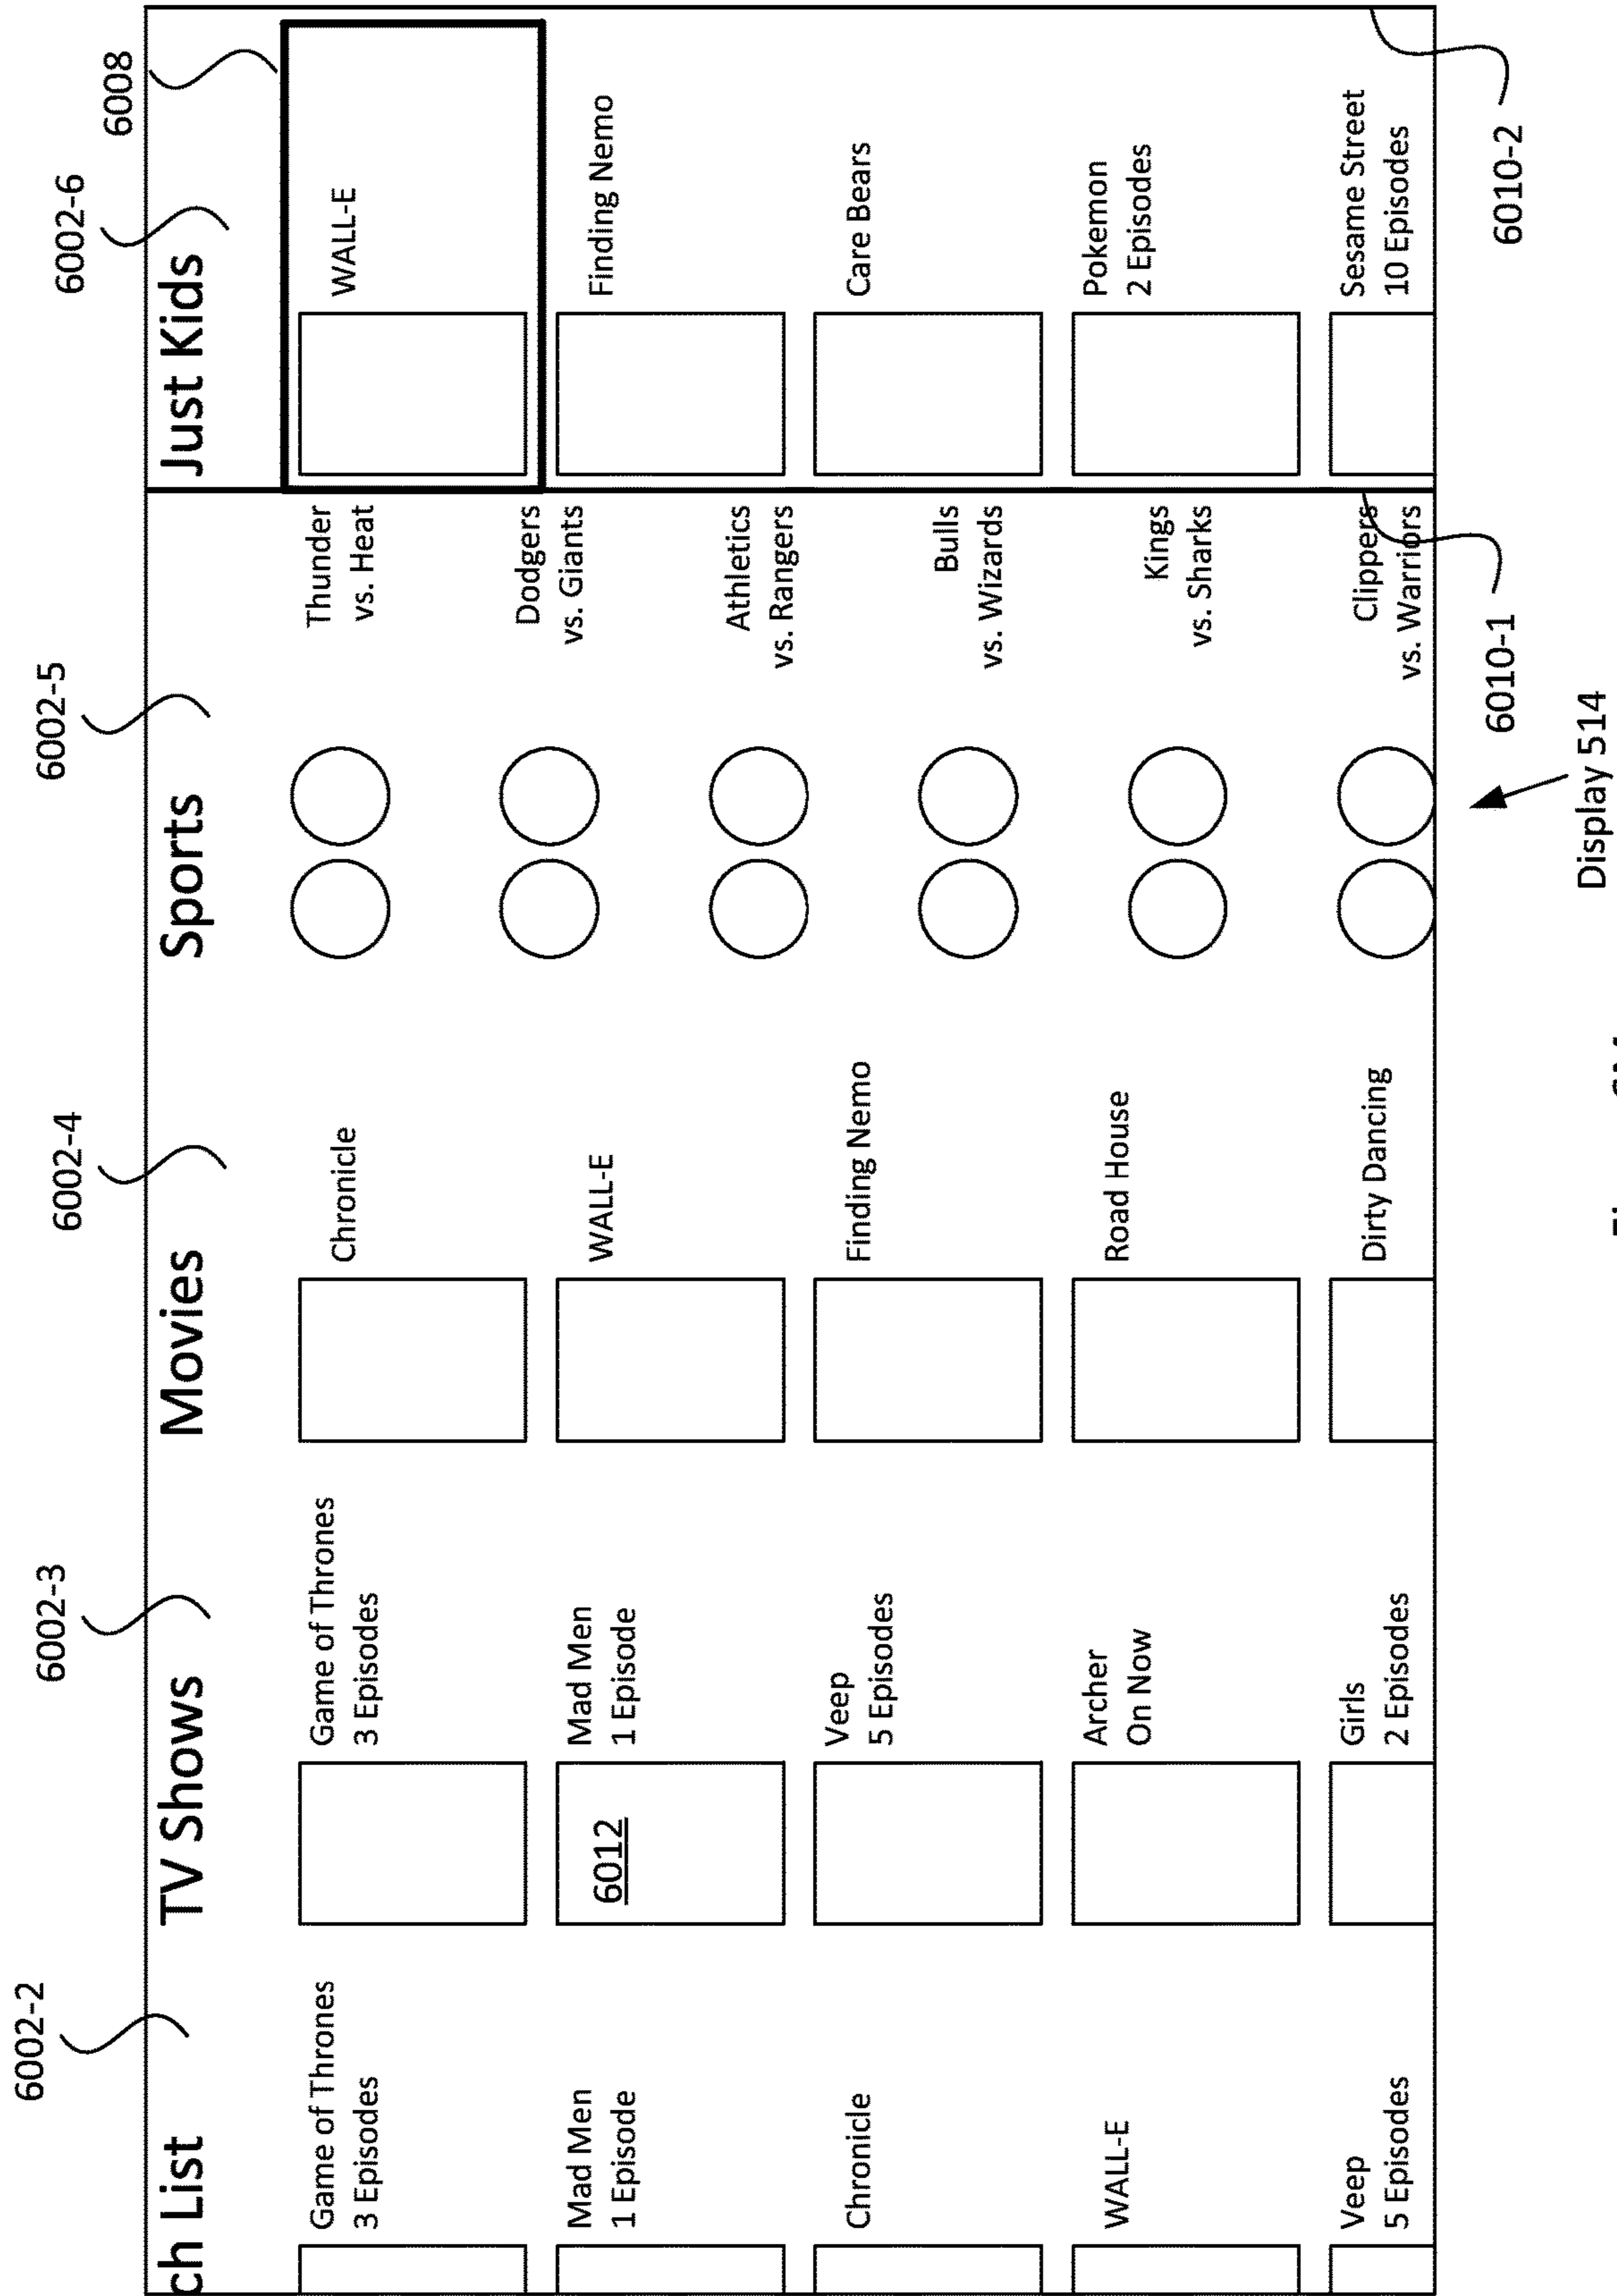 6002-2
6002-3
6002-4
6002-5
6002-6
6008
ch List
Game of Thrones
3 Episodes
Mad Men
1 Episode
Chronicle
WALL-E
Veep
5 Episodes
TV Shows
Game of Thrones
3 Episodes
6012
Mad Men
1 Episode
Veep
5 Episodes
Archer
On Now
Girls
2 Episodes
Movies
Chronicle
WALL-E
Finding Nemo
Road House
Dirty Dancing
Sports
Thunder
vs. Heat
Dodgers
vs. Giants
Athletics
vs. Rangers
Bulls
vs. Wizards
Kings
vs. Sharks
Clippers
vs. Warriors
Just Kids
WALL-E
Finding Nemo
Care Bears
Pokemon
2 Episodes
Sesame Street
10 Episodes
6010-1
6010-2
Display 514